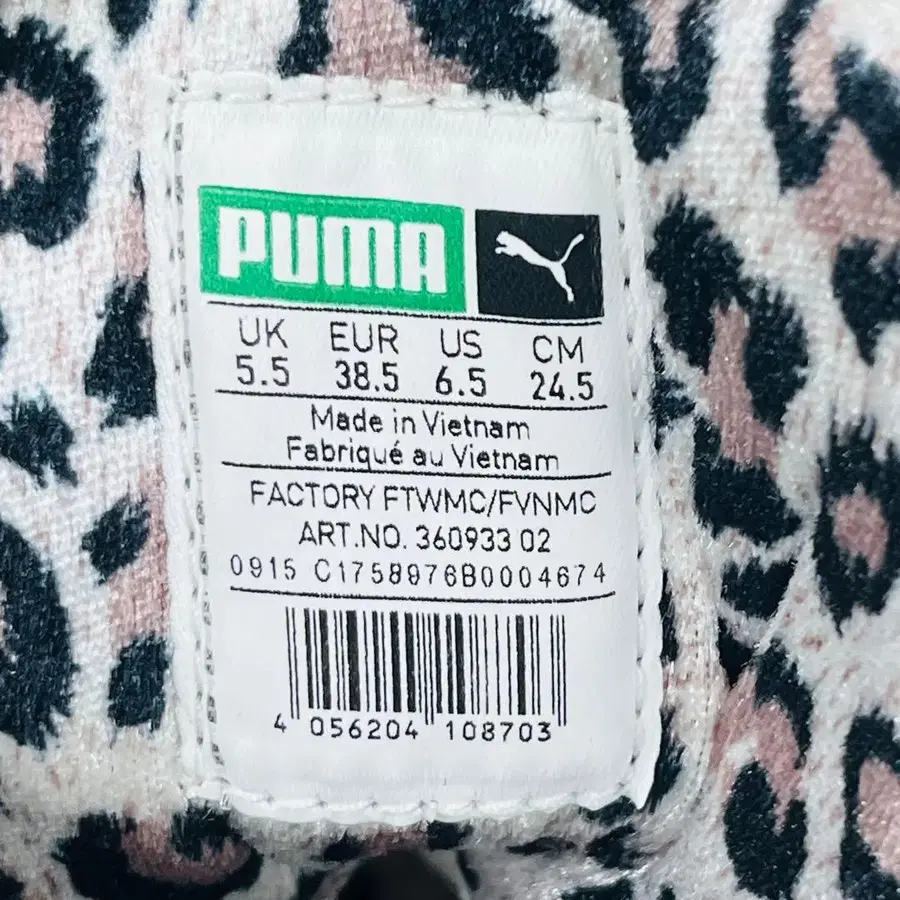 PUMA
UK EUR US CM
5.5 38.5 6.5 24.5
Made in Vietnam
Fabriqué au Vietnam
FACTORY FTWMC/FVNMC
ART.NO. 360933 02
0915 C1758976B0004674
4 056204 108703